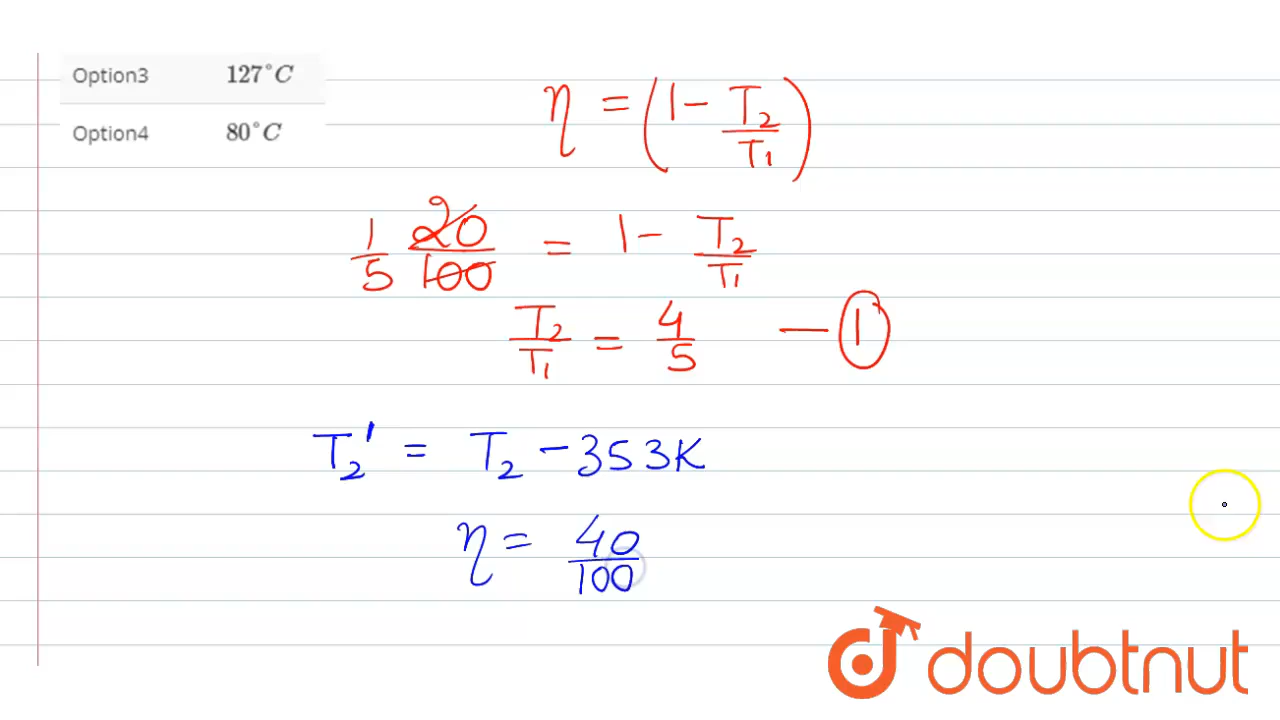 Option3 127°C
Option4 80°C
η = (1 - T₂/T₁)
1/5 20/100 = 1 - T₂/T₁
T₂/T₁ = 4/5 — 1
T₂' = T₂ - 353K
η = 40/100
doubtnut